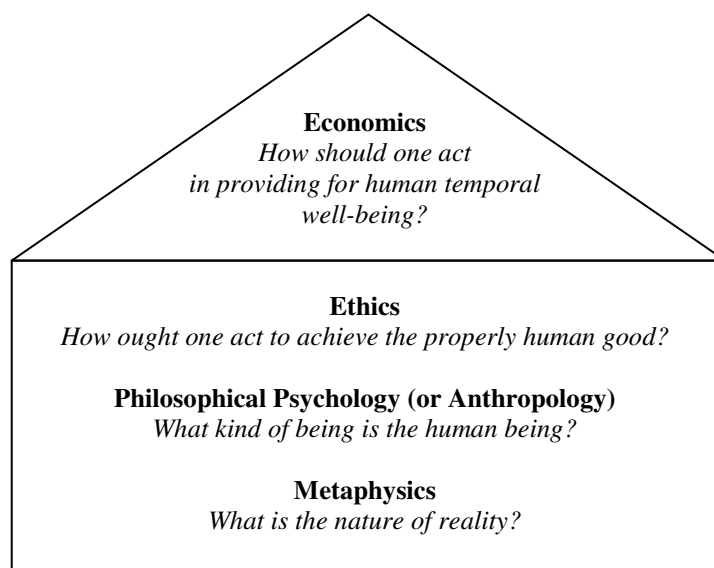 Economics
How should one act
in providing for human temporal
well-being?
Ethics
How ought one act to achieve the properly human good?
Philosophical Psychology (or Anthropology)
What kind of being is the human being?
Metaphysics
What is the nature of reality?